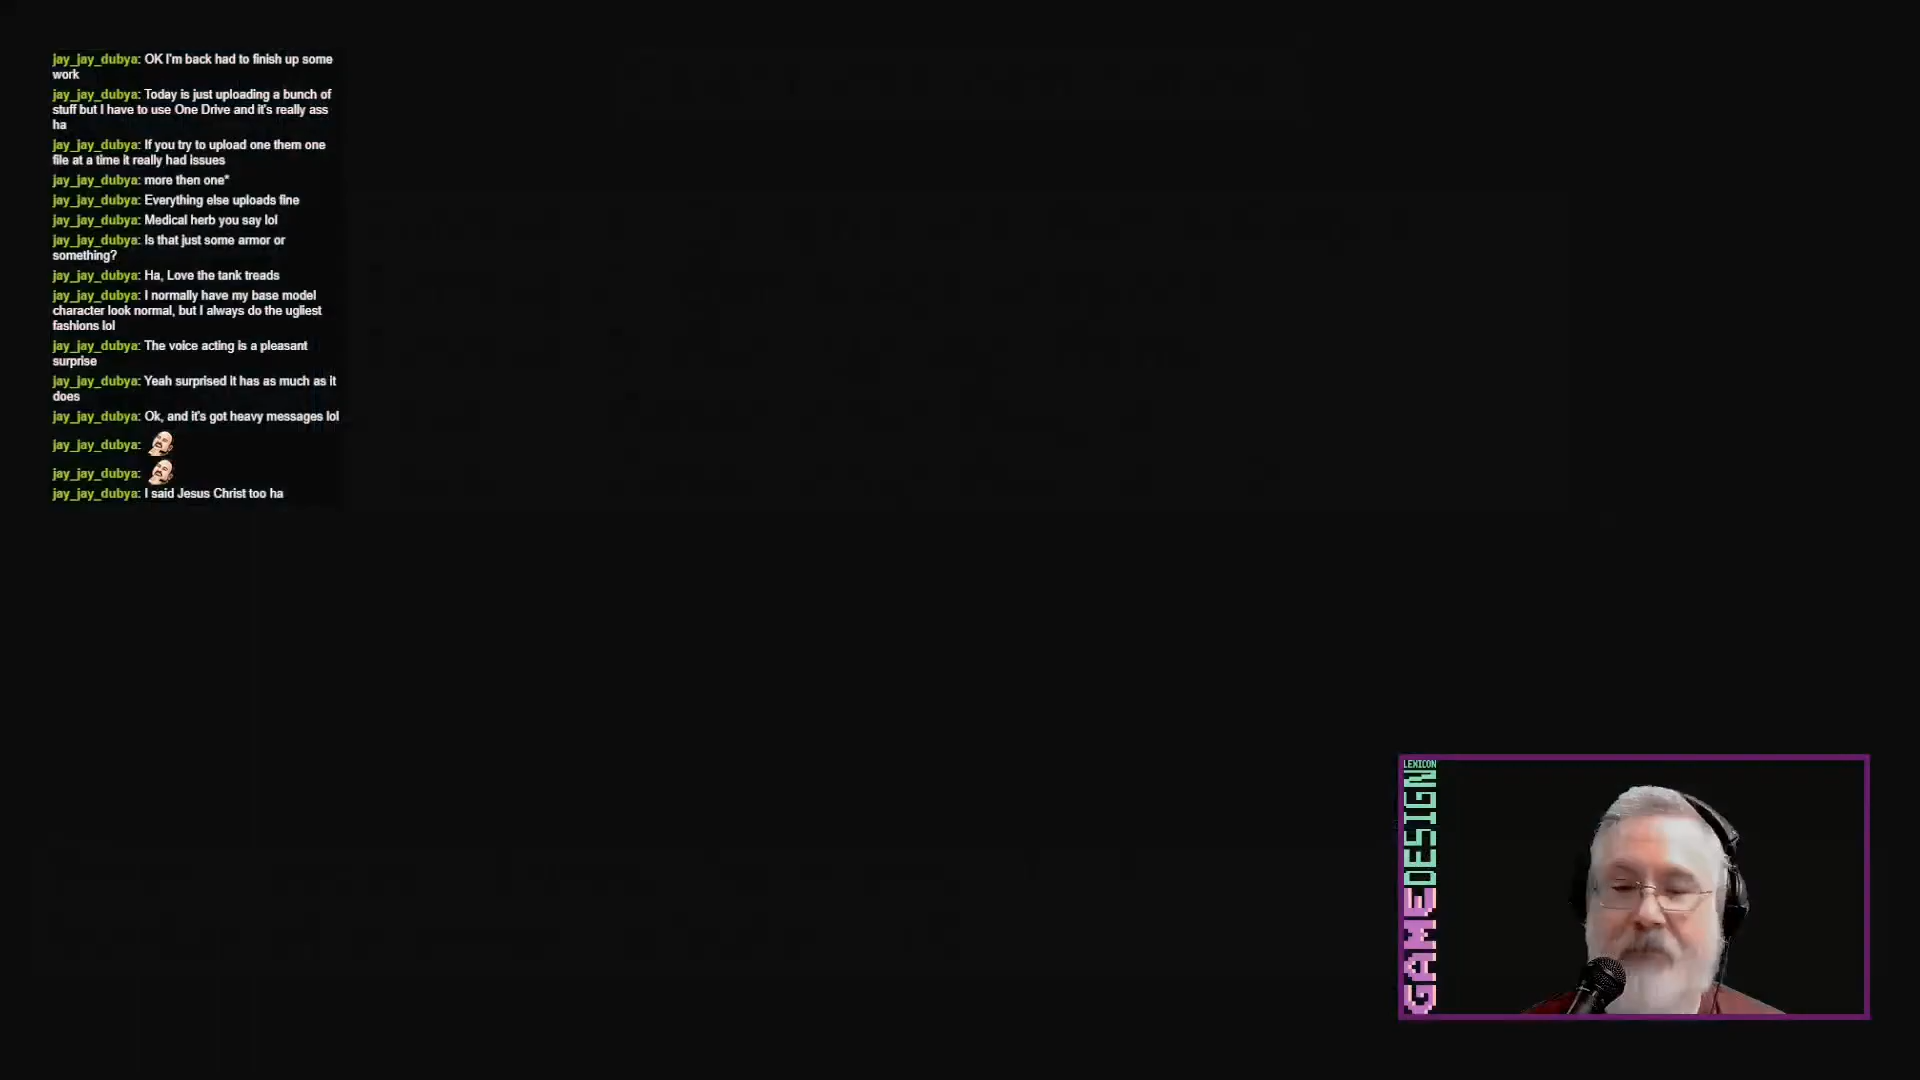 jay_jay_dubya: OK I'm back had to finish up some
work
jay_jay_dubya: Today is just uploading a bunch of
stuff but I have to use One Drive and it's really ass
ha
jay_jay_dubya: If you try to upload one them one
file at a time it really had issues
jay_jay_dubya: more then one*
jay_jay_dubya: Everything else uploads fine
jay_jay_dubya: Medical herb you say lol
jay_jay_dubya: Is that just some armor or
something?
jay_jay_dubya: Ha, Love the tank treads
jay_jay_dubya: I normally have my base model
character look normal, but I always do the ugliest
fashions lol
jay_jay_dubya: The voice acting is a pleasant
surprise
jay_jay_dubya: Yeah surprised it has as much as it
does
jay_jay_dubya: Ok, and it's got heavy messages lol
jay_jay_dubya:
jay_jay_dubya:
jay_jay_dubya: I said Jesus Christ too ha
GAMEDESIGN
LEXICON